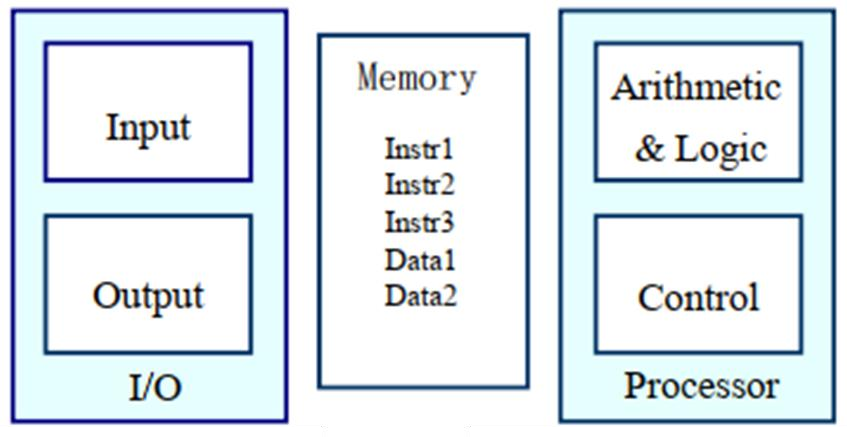 Input
Output
I/O
Memory
Instr1
Instr2
Instr3
Data1
Data2
Arithmetic
& Logic
Control
Processor